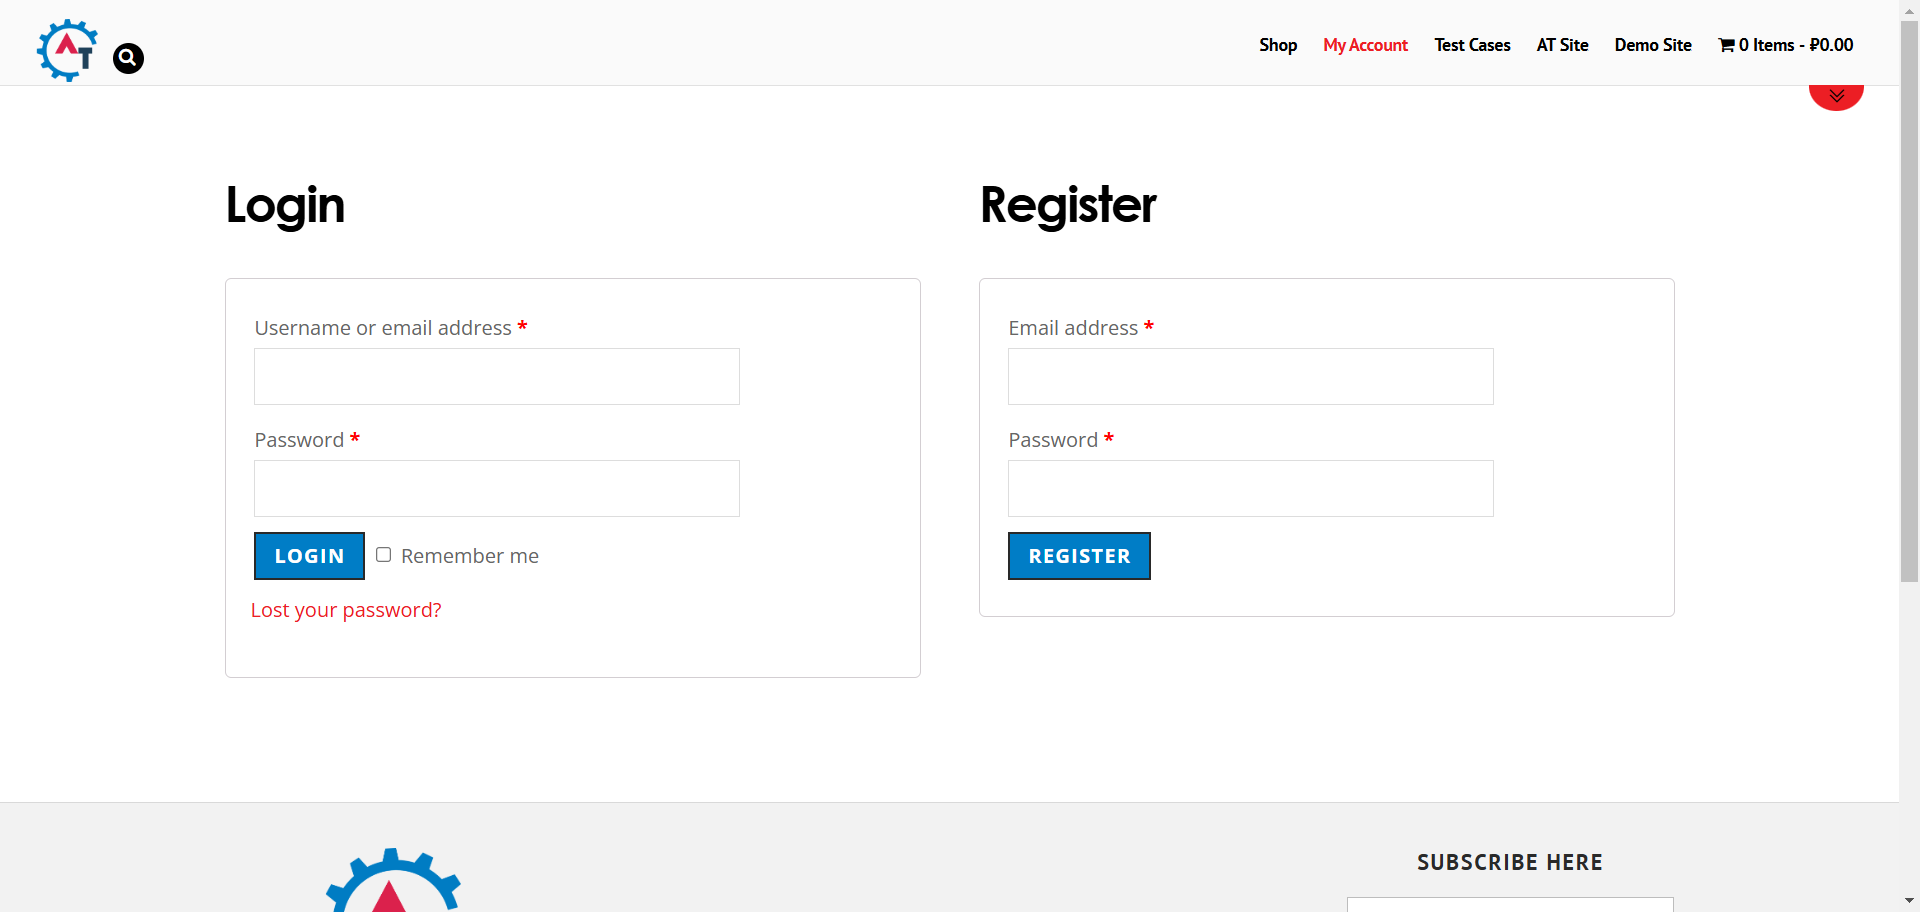 AT
Shop My Account Test Cases AT Site Demo Site 0 Items - ₽0.00
Login
Username or email address *
Password *
LOGIN Remember me
Lost your password?
Register
Email address *
Password *
REGISTER
SUBSCRIBE HERE